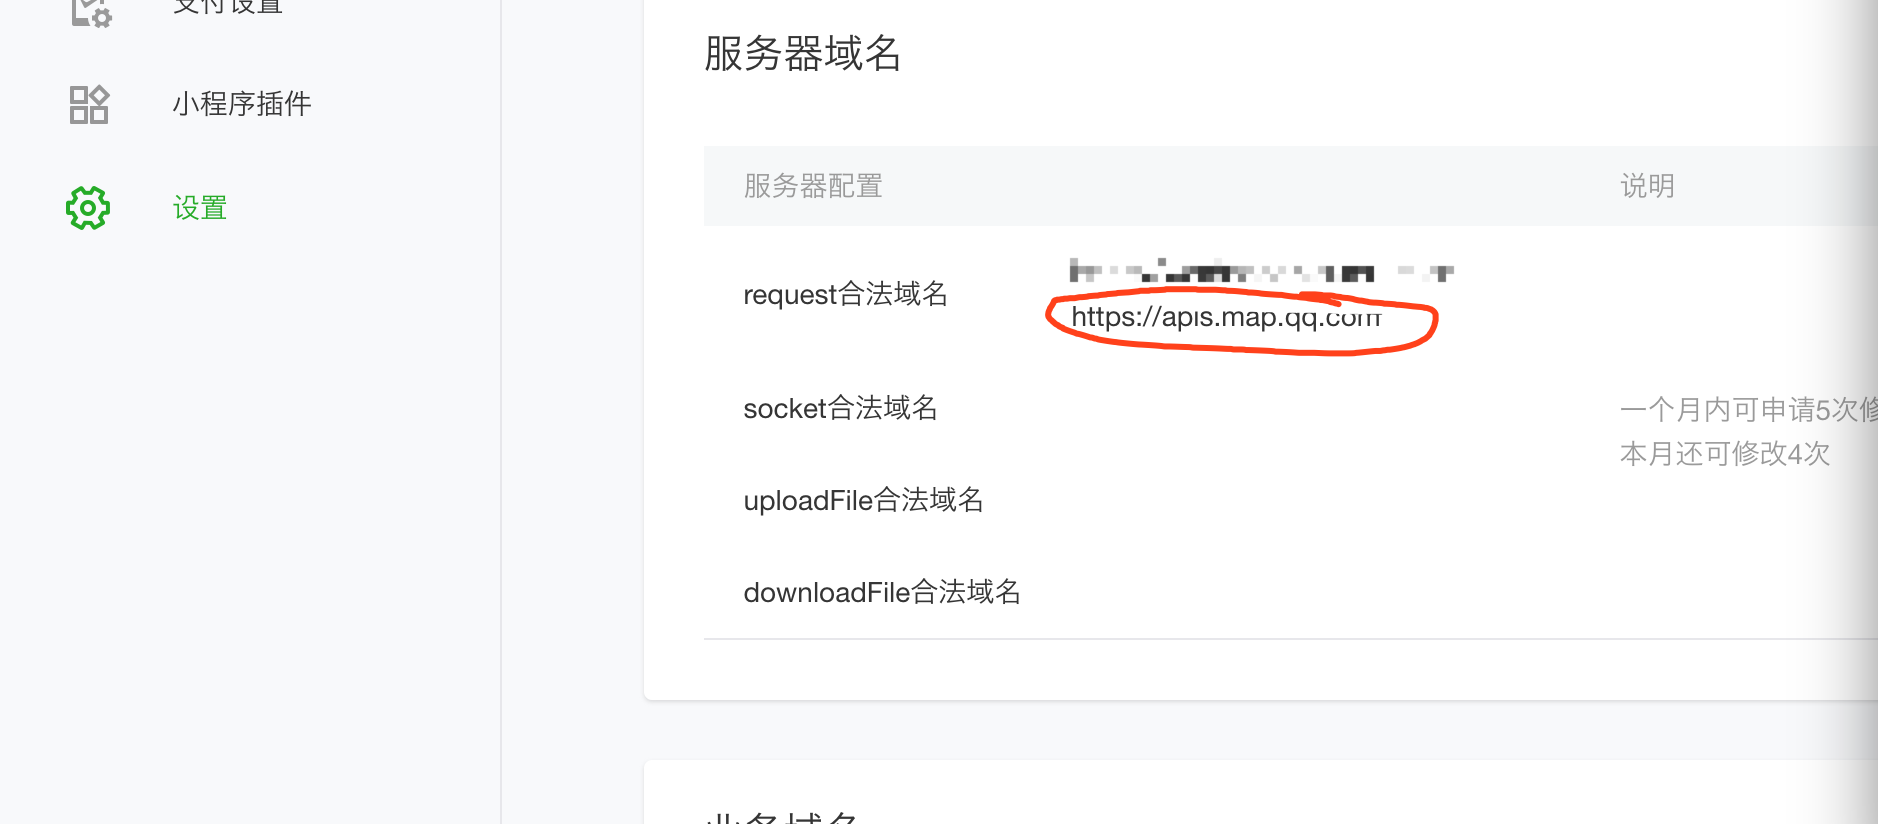 支付设置
小程序插件
设置
服务器域名
服务器配置 说明
request合法域名
https://apis.map.qq.com
socket合法域名
一个月内可申请5次修
本月还可修改4次
uploadFile合法域名
downloadFile合法域名
业务域名